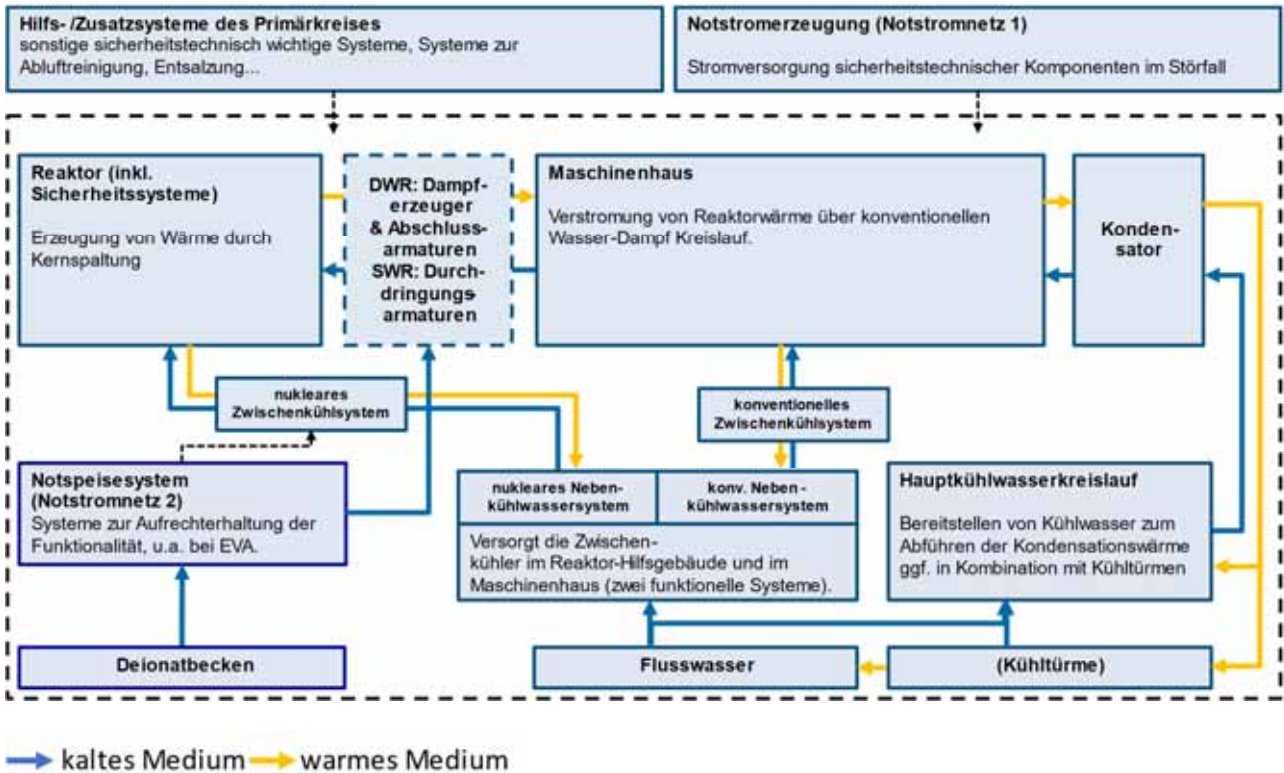 Hilfs- /Zusatzsysteme des Primärkreises
sonstige sicherheitstechnisch wichtige Systeme, Systeme zur
Abluftreinigung, Entsalzung...
Notstromerzeugung (Notstromnetz 1)
Stromversorgung sicherheitstechnischer Komponenten im Störfall
Reaktor (inkl.
Sicherheitssysteme)
Erzeugung von Wärme durch
Kernspaltung
DWR: Dampf-
erzeuger
& Abschluss-
armaturen
SWR: Durch-
dringungs-
armaturen
Maschinenhaus
Verstromung von Reaktorwärme über konventionellen
Wasser-Dampf Kreislauf.
Konden-
sator
nukleares
Zwischenkühlsystem
konventionelles
Zwischenkühlsystem
Notspeisesystem
(Notstromnetz 2)
Systeme zur Aufrechterhaltung der
Funktionalität, u.a. bei EVA.
nukleares Neben-
kühlwassersystem
konv. Neben -
kühlwassersystem
Versorgt die Zwischen-
kühler im Reaktor-Hilfsgebäude und im
Maschinenhaus (zwei funktionelle Systeme).
Hauptkühlwasserkreislauf
Bereitstellen von Kühlwasser zum
Abführen der Kondensationswärme
ggf. in Kombination mit Kühltürmen
Deionatbecken
Flusswasser
(Kühltürme)
kaltes Medium
warmes Medium